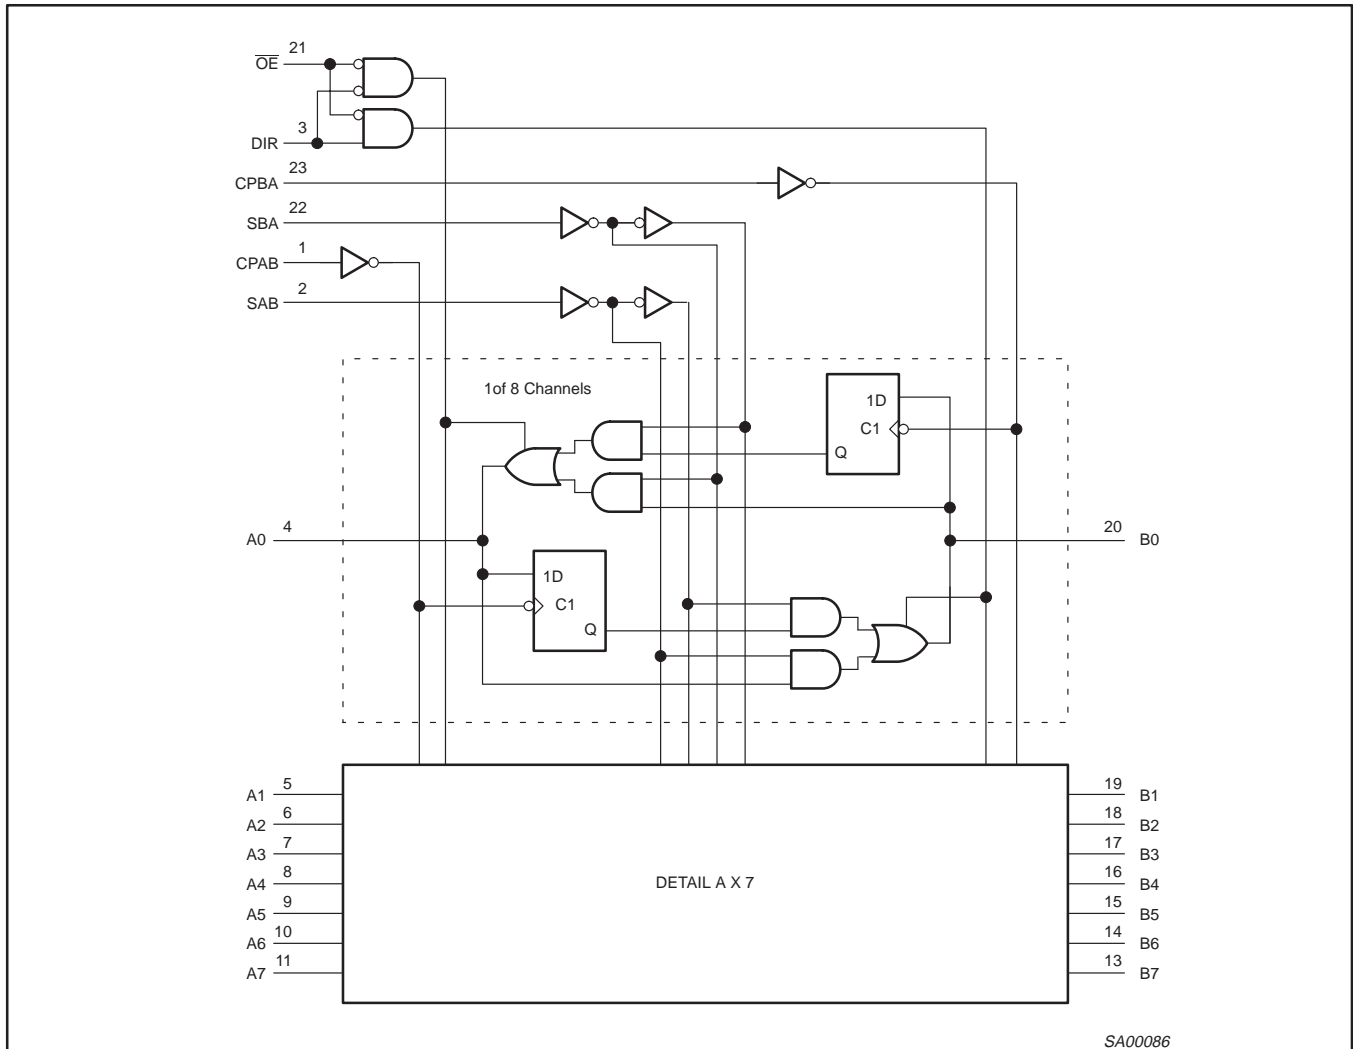 21
OE
3
DIR
23
CPBA
22
SBA
1
CPAB
2
SAB
1of 8 Channels
1D
C1
Q
4
A0
20
B0
1D
C1
Q
5
A1
19
B1
6
A2
18
B2
7
A3
17
B3
8
A4
DETAIL A X 7
16
B4
9
A5
15
B5
10
A6
14
B6
11
A7
13
B7
SA00086